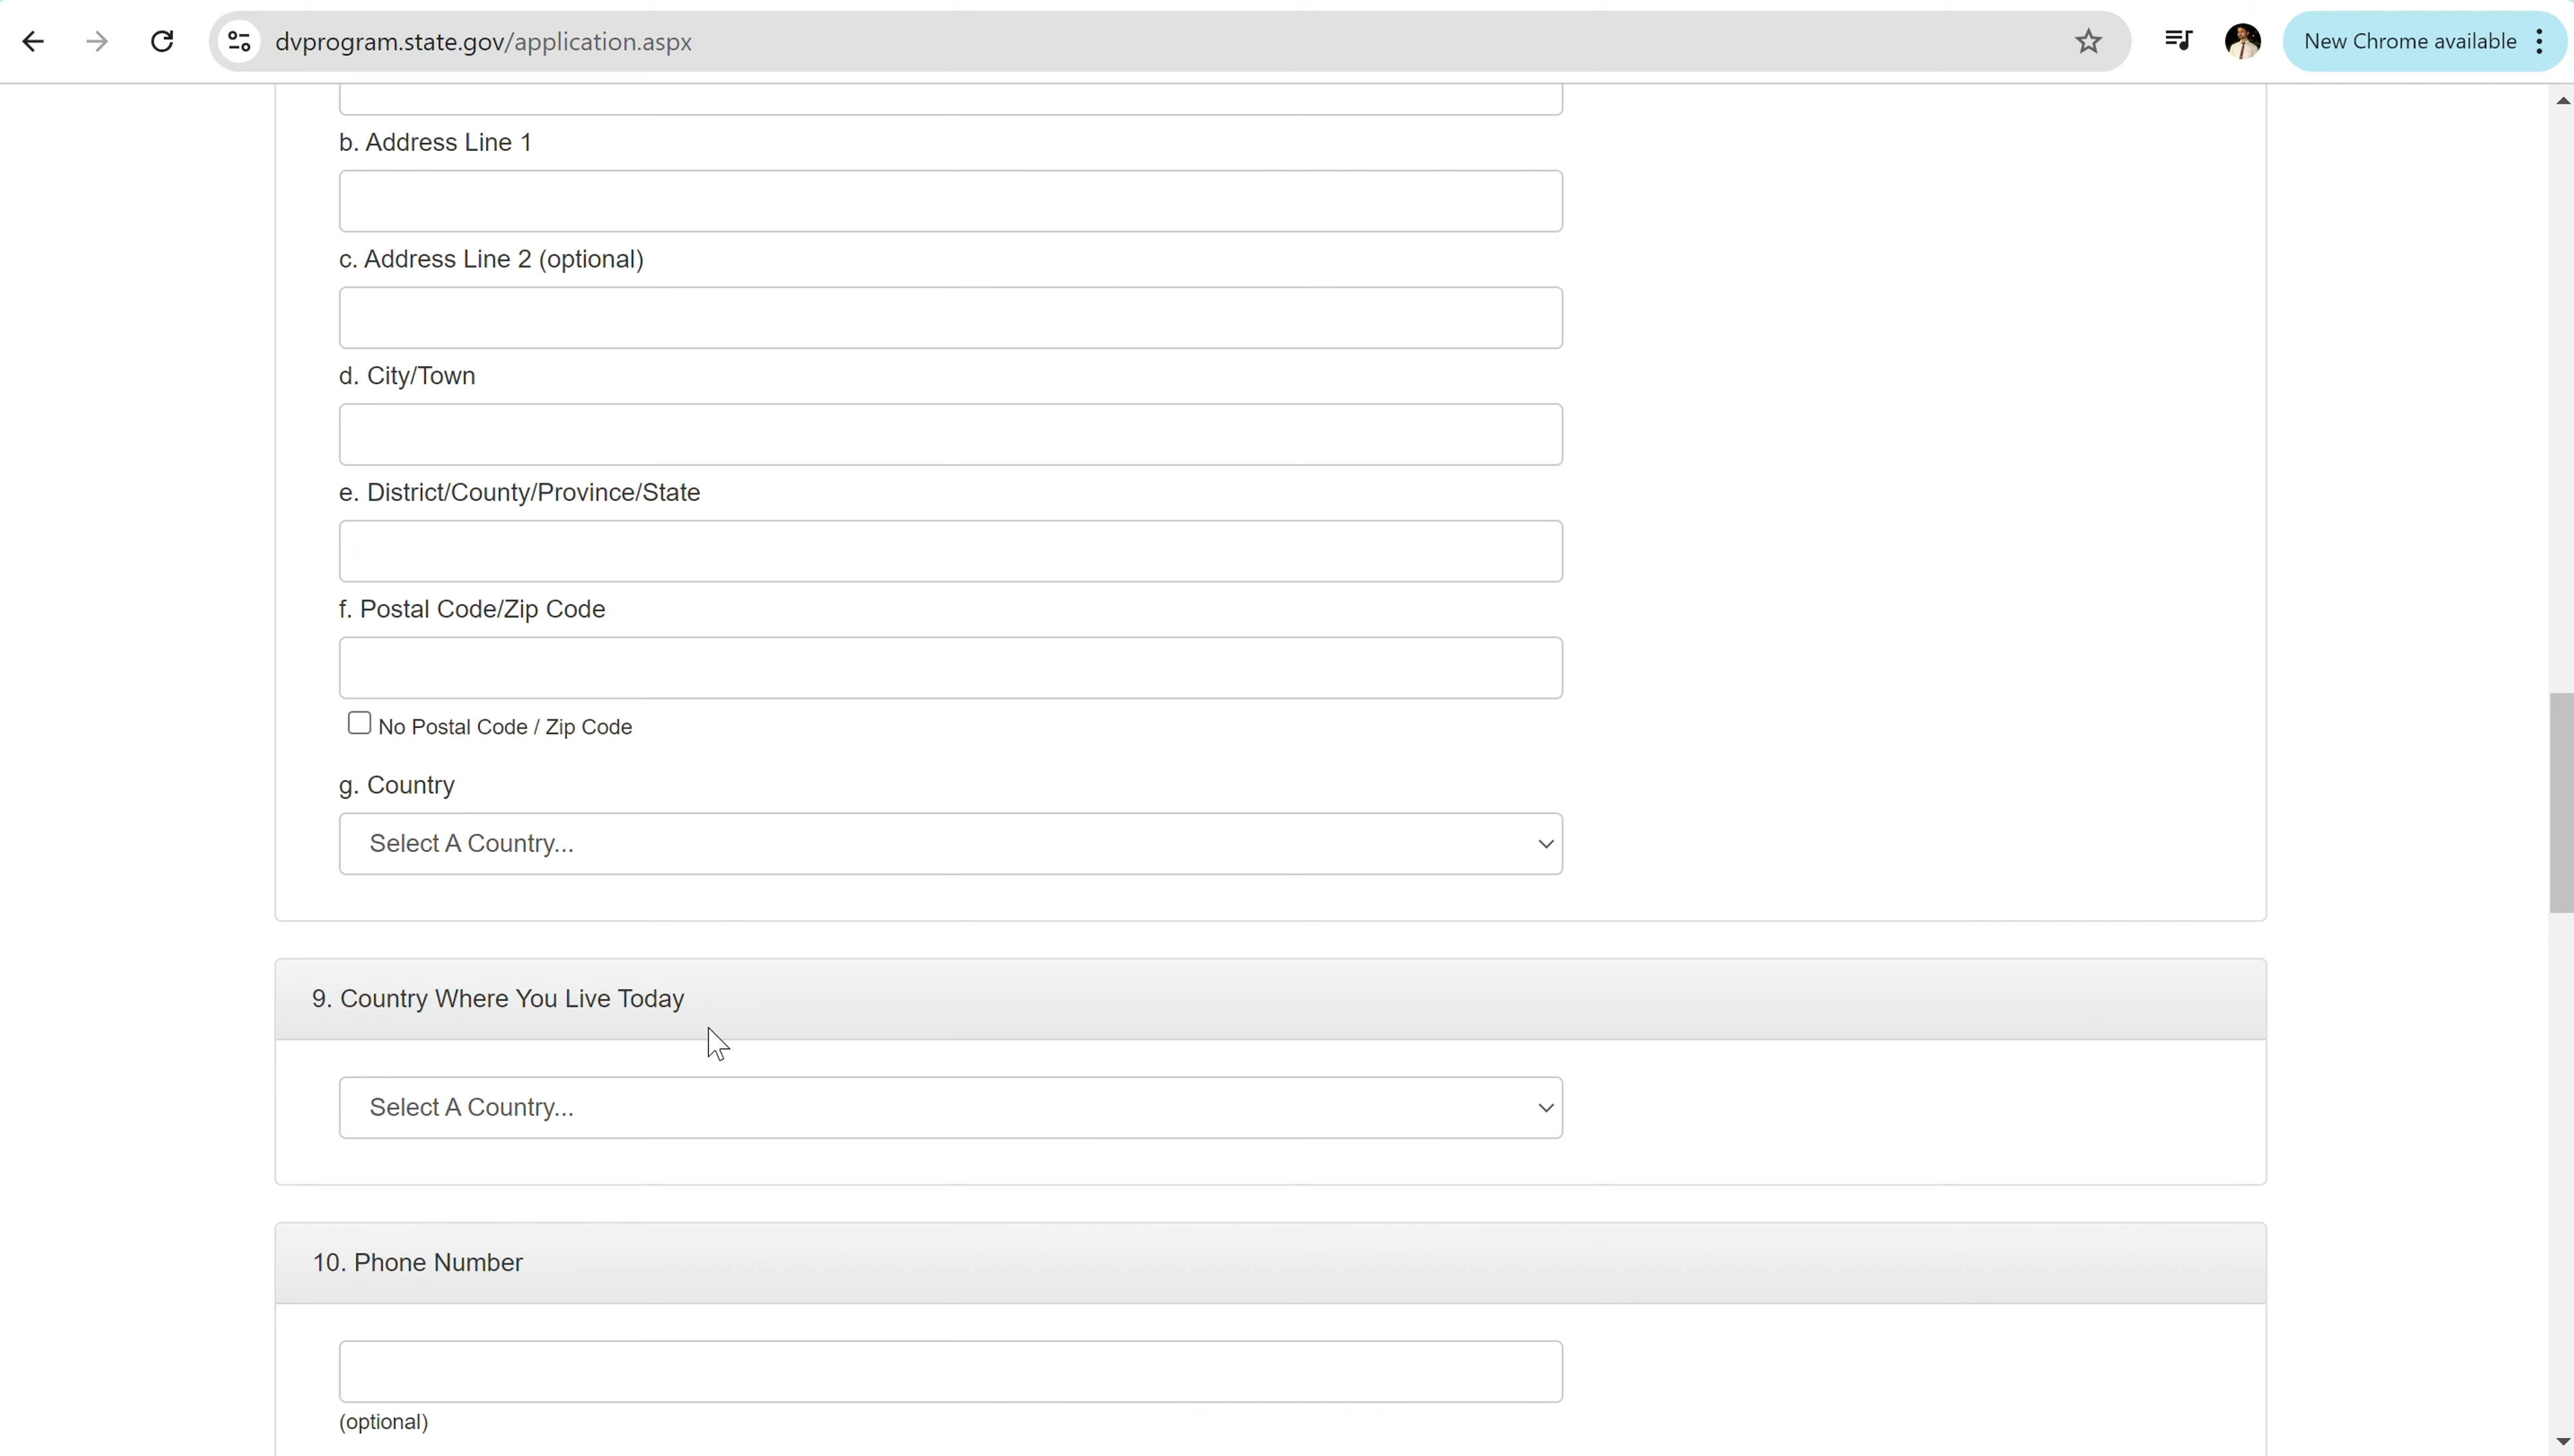 dvprogram.state.gov/application.aspx
New Chrome available
b. Address Line 1
c. Address Line 2 (optional)
d. City/Town
e. District/County/Province/State
f. Postal Code/Zip Code
No Postal Code / Zip Code
g. Country
Select A Country...
9. Country Where You Live Today
Select A Country...
10. Phone Number
(optional)